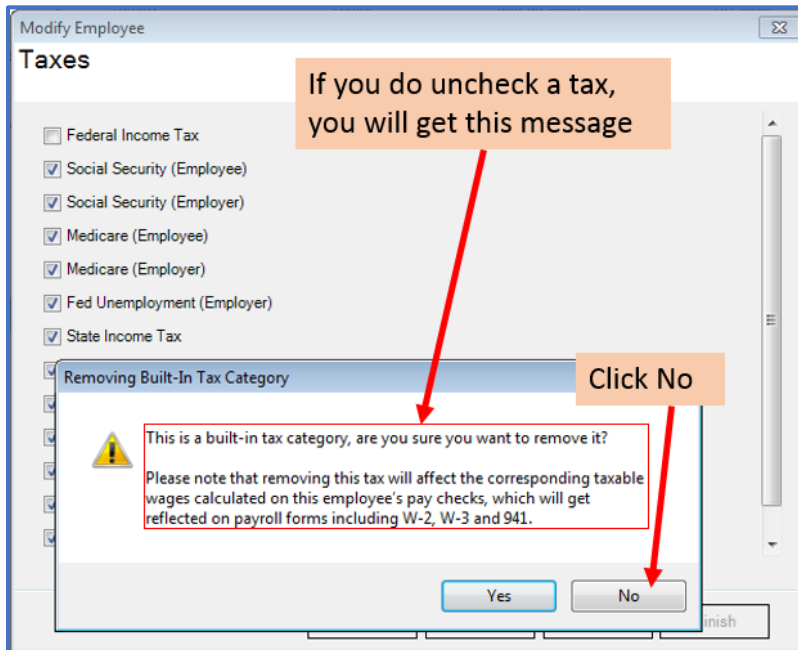 Modify Employee
Taxes
If you do uncheck a tax,
you will get this message
Federal Income Tax
Social Security (Employee)
Social Security (Employer)
Medicare (Employee)
Medicare (Employer)
Fed Unemployment (Employer)
State Income Tax
Removing Built-In Tax Category
Click No
This is a built-in tax category, are you sure you want to remove it?
Please note that removing this tax will affect the corresponding taxable
wages calculated on this employee's pay checks, which will get
reflected on payroll forms including W-2, W-3 and 941.
Yes
No
inish